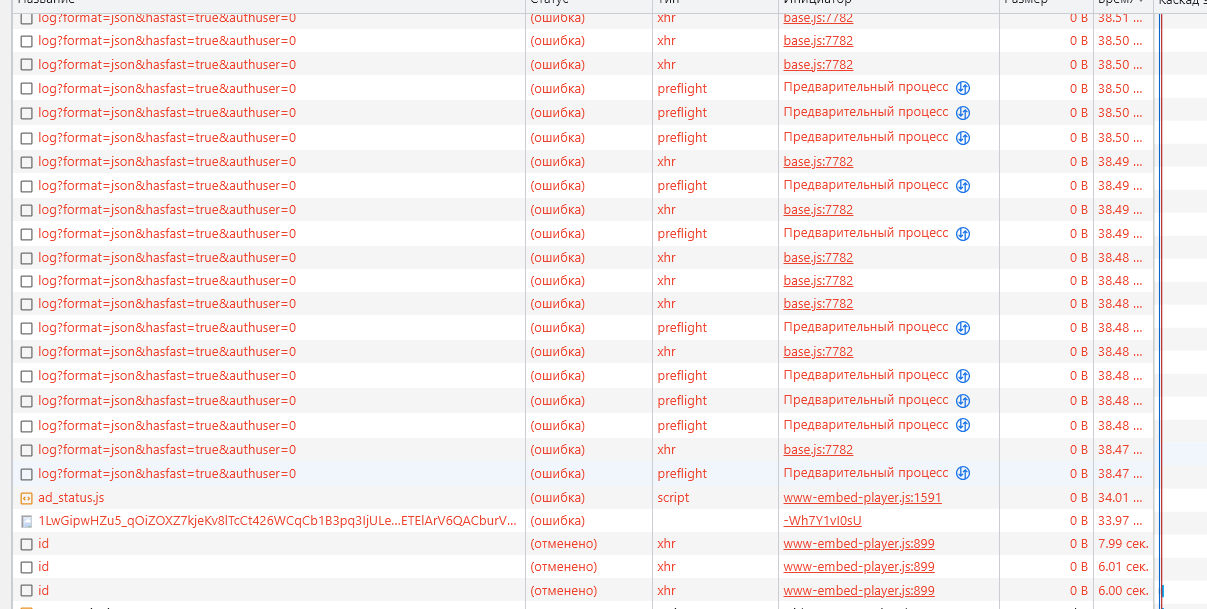 Название Статус Тип Инициатор Размер Время Каскад
log?format=json&hasfast=true&authuser=0 (ошибка) xhr base.js:7782 0 B 38.51 ...
log?format=json&hasfast=true&authuser=0 (ошибка) xhr base.js:7782 0 B 38.50 ...
log?format=json&hasfast=true&authuser=0 (ошибка) xhr base.js:7782 0 B 38.50 ...
log?format=json&hasfast=true&authuser=0 (ошибка) preflight Предварительный процесс 0 B 38.50 ...
log?format=json&hasfast=true&authuser=0 (ошибка) preflight Предварительный процесс 0 B 38.50 ...
log?format=json&hasfast=true&authuser=0 (ошибка) preflight Предварительный процесс 0 B 38.50 ...
log?format=json&hasfast=true&authuser=0 (ошибка) xhr base.js:7782 0 B 38.49 ...
log?format=json&hasfast=true&authuser=0 (ошибка) preflight Предварительный процесс 0 B 38.49 ...
log?format=json&hasfast=true&authuser=0 (ошибка) xhr base.js:7782 0 B 38.49 ...
log?format=json&hasfast=true&authuser=0 (ошибка) preflight Предварительный процесс 0 B 38.49 ...
log?format=json&hasfast=true&authuser=0 (ошибка) xhr base.js:7782 0 B 38.48 ...
log?format=json&hasfast=true&authuser=0 (ошибка) xhr base.js:7782 0 B 38.48 ...
log?format=json&hasfast=true&authuser=0 (ошибка) xhr base.js:7782 0 B 38.48 ...
log?format=json&hasfast=true&authuser=0 (ошибка) preflight Предварительный процесс 0 B 38.48 ...
log?format=json&hasfast=true&authuser=0 (ошибка) xhr base.js:7782 0 B 38.48 ...
log?format=json&hasfast=true&authuser=0 (ошибка) preflight Предварительный процесс 0 B 38.48 ...
log?format=json&hasfast=true&authuser=0 (ошибка) preflight Предварительный процесс 0 B 38.48 ...
log?format=json&hasfast=true&authuser=0 (ошибка) preflight Предварительный процесс 0 B 38.48 ...
log?format=json&hasfast=true&authuser=0 (ошибка) xhr base.js:7782 0 B 38.47 ...
log?format=json&hasfast=true&authuser=0 (ошибка) preflight Предварительный процесс 0 B 38.47 ...
ad_status.js (ошибка) script www-embed-player.js:1591 0 B 34.01 ...
1LwGipwHZu5_qOiZOXZ7kjeKv8lTcCt426WCqCb1B3pq3IjULe...ETElArV6QACburV... (ошибка) -Wh7Y1vI0sU 0 B 33.97 ...
id (отменено) xhr www-embed-player.js:899 0 B 7.99 сек.
id (отменено) xhr www-embed-player.js:899 0 B 6.01 сек.
id (отменено) xhr www-embed-player.js:899 0 B 6.00 сек.